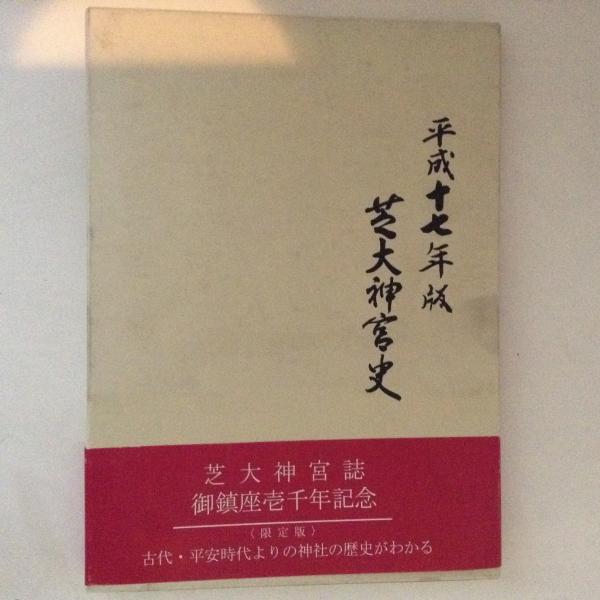 平成十七年版
芝大神宮史
芝大神宮誌
御鎮座壱千年記念
〈限定版〉
古代・平安時代よりの神社の歴史がわかる